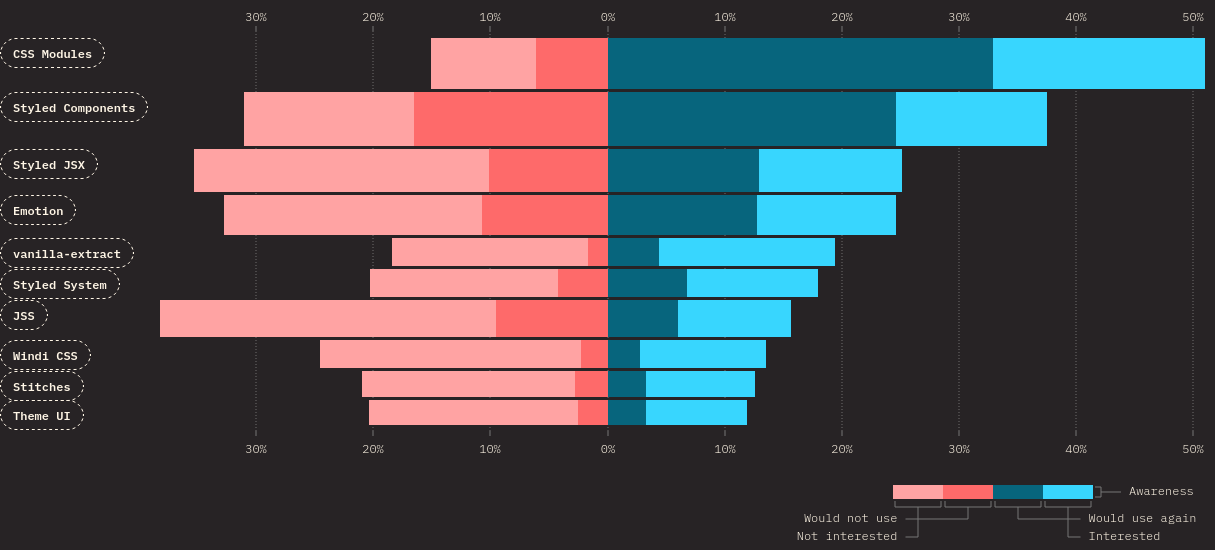 30% 20% 10% 0% 10% 20% 30% 40% 50%
CSS Modules
Styled Components
Styled JSX
Emotion
vanilla-extract
Styled System
JSS
Windi CSS
Stitches
Theme UI
30% 20% 10% 0% 10% 20% 30% 40% 50%
Awareness
Would not use Would use again
Not interested Interested